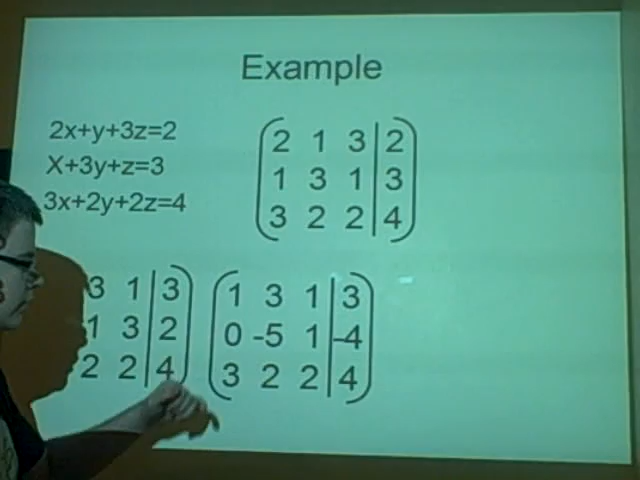 Example
2x+y+3z=2
X+3y+z=3
3x+2y+2z=4
2 1 3 2
1 3 1 3
3 2 2 4
3 1 3
1 3 2
2 2 4
1 3 1 3
0 -5 1 -4
3 2 2 4